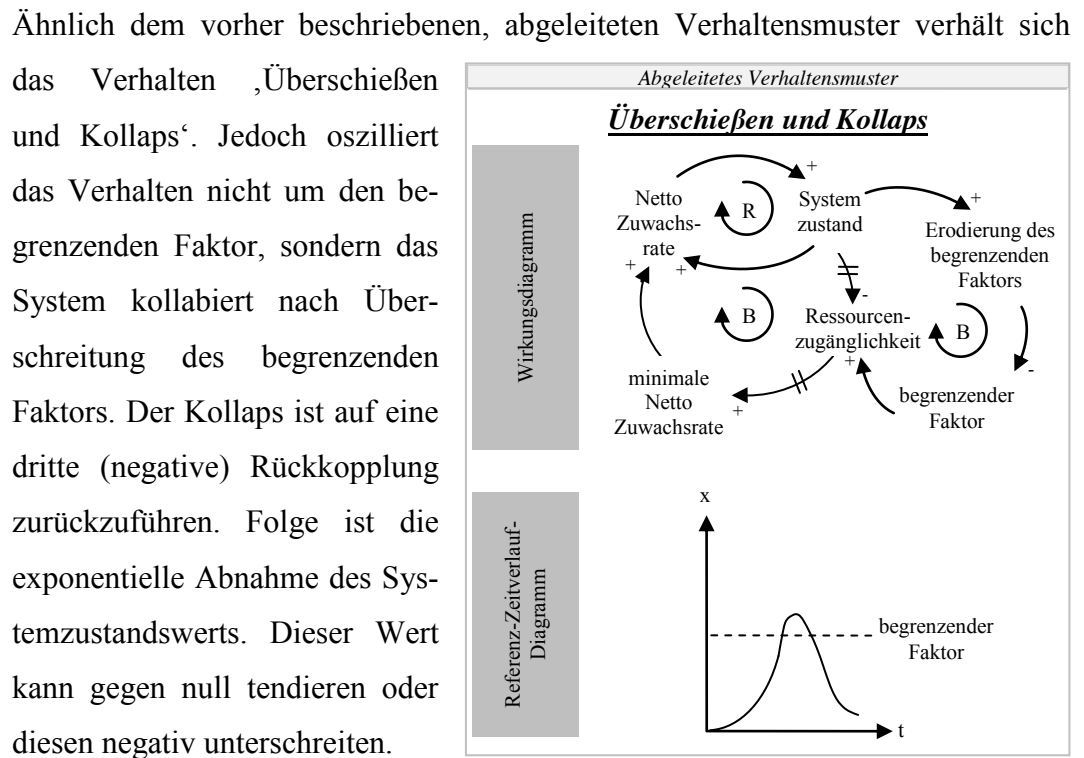 Ähnlich dem vorher beschriebenen, abgeleiteten Verhaltensmuster verhält sich
das Verhalten ‚Überschießen
und Kollaps‘. Jedoch oszilliert
das Verhalten nicht um den be-
grenzenden Faktor, sondern das
System kollabiert nach Über-
schreitung des begrenzenden
Faktors. Der Kollaps ist auf eine
dritte (negative) Rückkopplung
zurückzuführen. Folge ist die
exponentielle Abnahme des Sys-
temzustandswerts. Dieser Wert
kann gegen null tendieren oder
diesen negativ unterschreiten.
Abgeleitetes Verhaltensmuster
Überschießen und Kollaps
Wirkungsdiagramm
Netto
Zuwachs-
rate
+
+
R
+
System
zustand
+
Erodierung des
begrenzenden
Faktors
B
-
Ressourcen-
zugänglichkeit
+
B
-
minimale
Netto
Zuwachsrate
+
begrenzender
Faktor
Referenz-Zeitverlauf-
Diagramm
x
begrenzender
Faktor
t